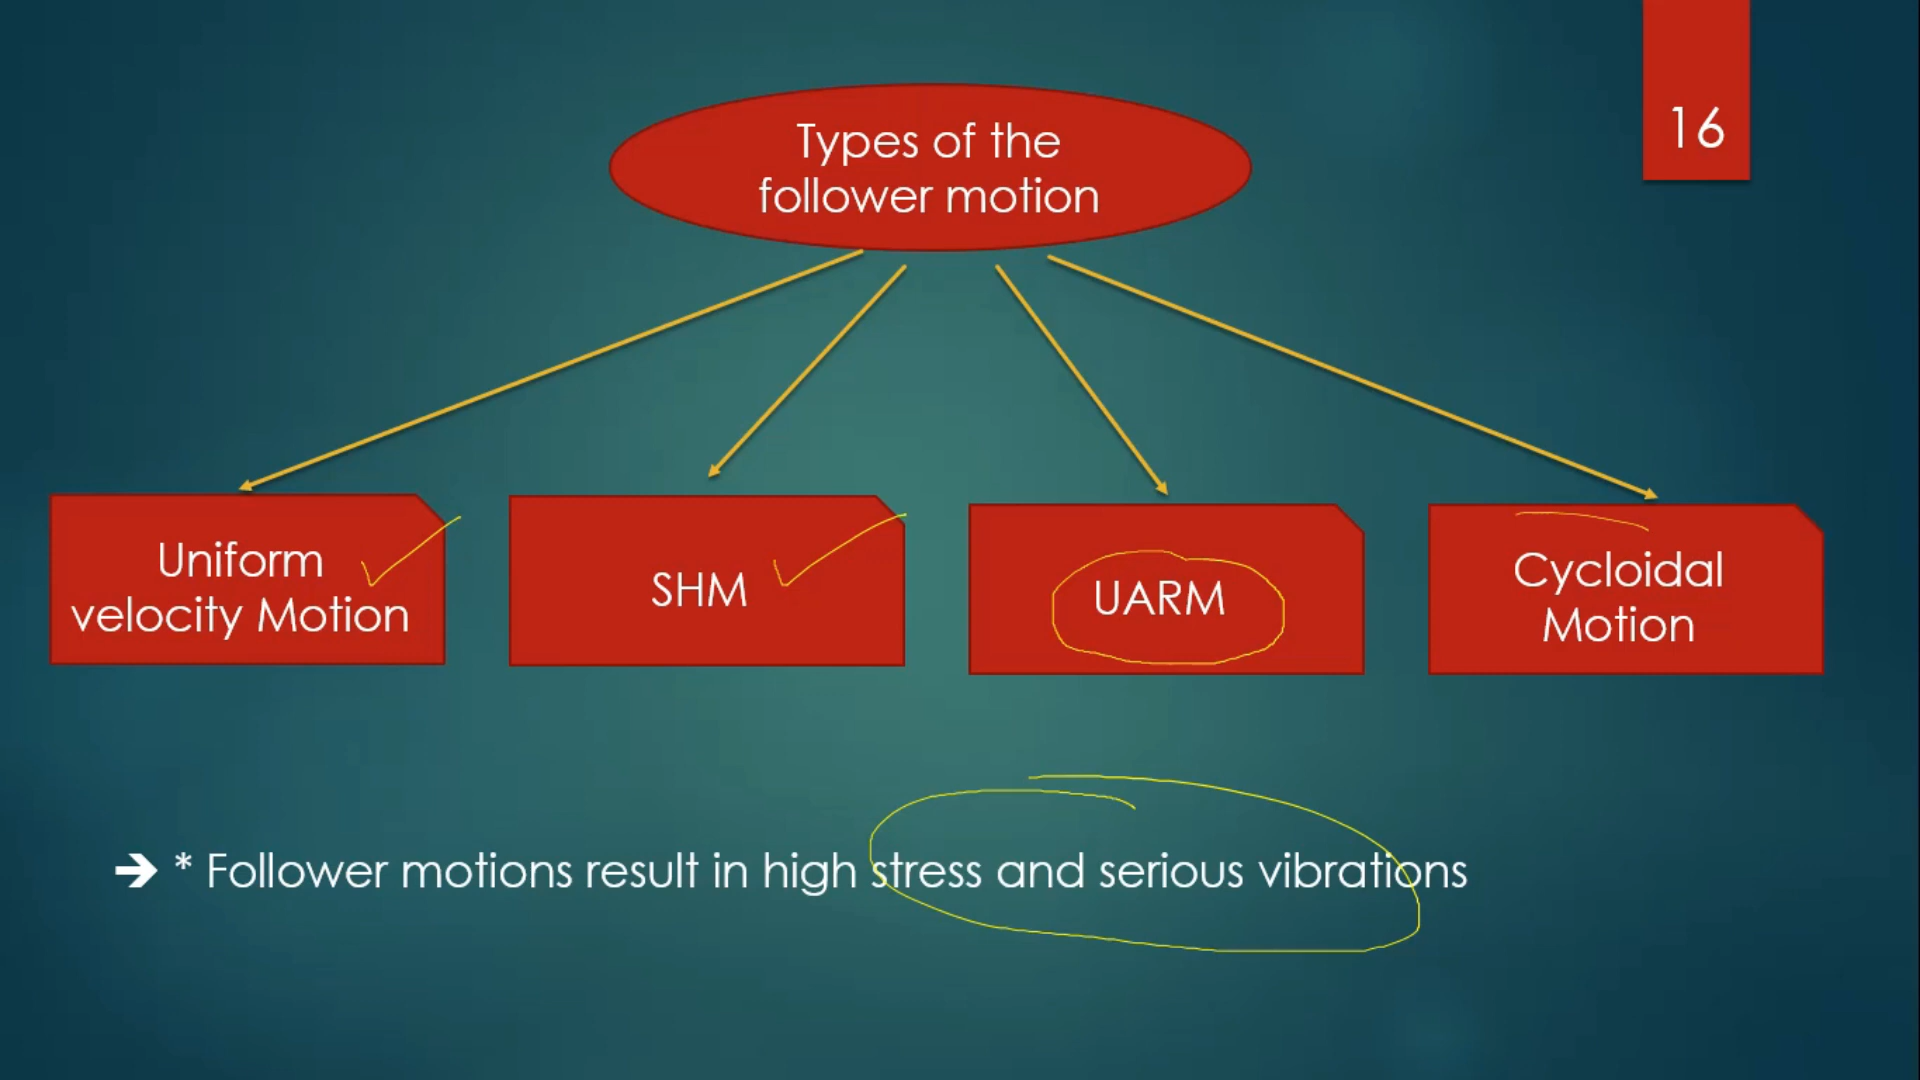 16
Types of the
follower motion
Uniform
velocity Motion
SHM
UARM
Cycloidal
Motion
➔ * Follower motions result in high stress and serious vibrations